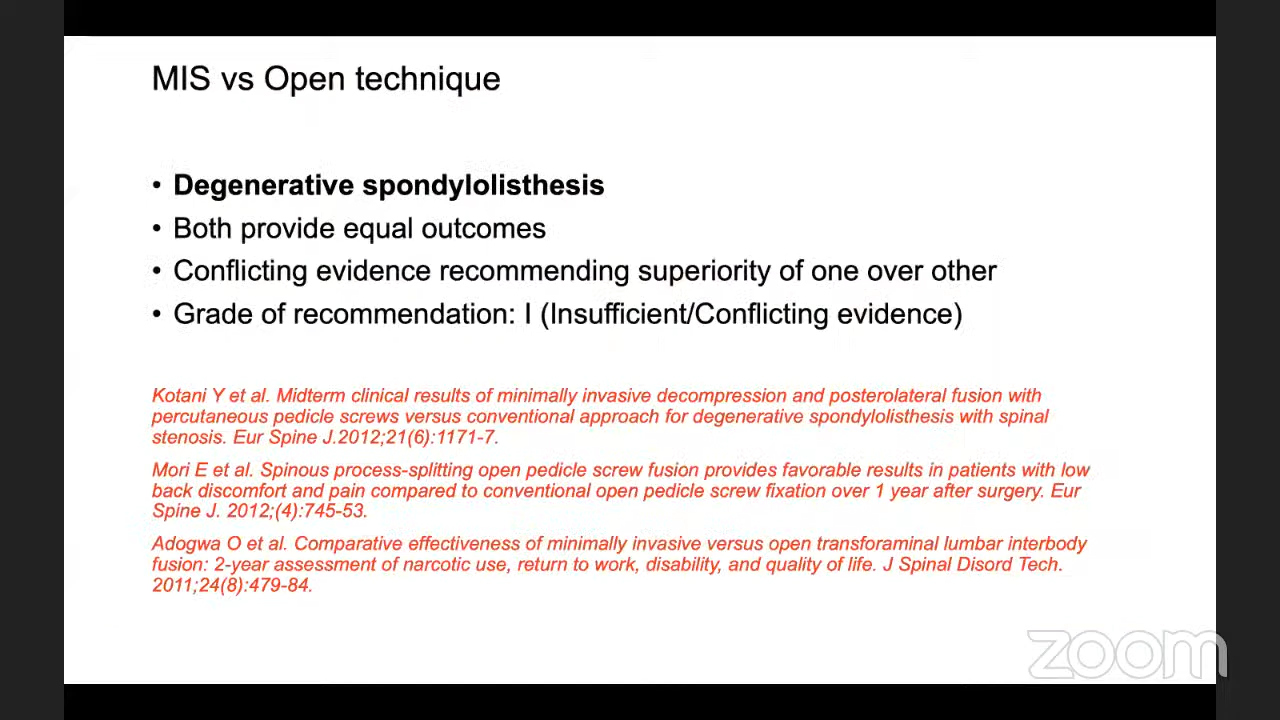 MIS vs Open technique
• Degenerative spondylolisthesis
• Both provide equal outcomes
• Conflicting evidence recommending superiority of one over other
• Grade of recommendation: I (Insufficient/Conflicting evidence)
Kotani Y et al. Midterm clinical results of minimally invasive decompression and posterolateral fusion with
percutaneous pedicle screws versus conventional approach for degenerative spondylolisthesis with spinal
stenosis. Eur Spine J.2012;21(6):1171-7.
Mori E et al. Spinous process-splitting open pedicle screw fusion provides favorable results in patients with low
back discomfort and pain compared to conventional open pedicle screw fixation over 1 year after surgery. Eur
Spine J. 2012;(4):745-53.
Adogwa O et al. Comparative effectiveness of minimally invasive versus open transforaminal lumbar interbody
fusion: 2-year assessment of narcotic use, return to work, disability, and quality of life. J Spinal Disord Tech.
2011;24(8):479-84.
zoom